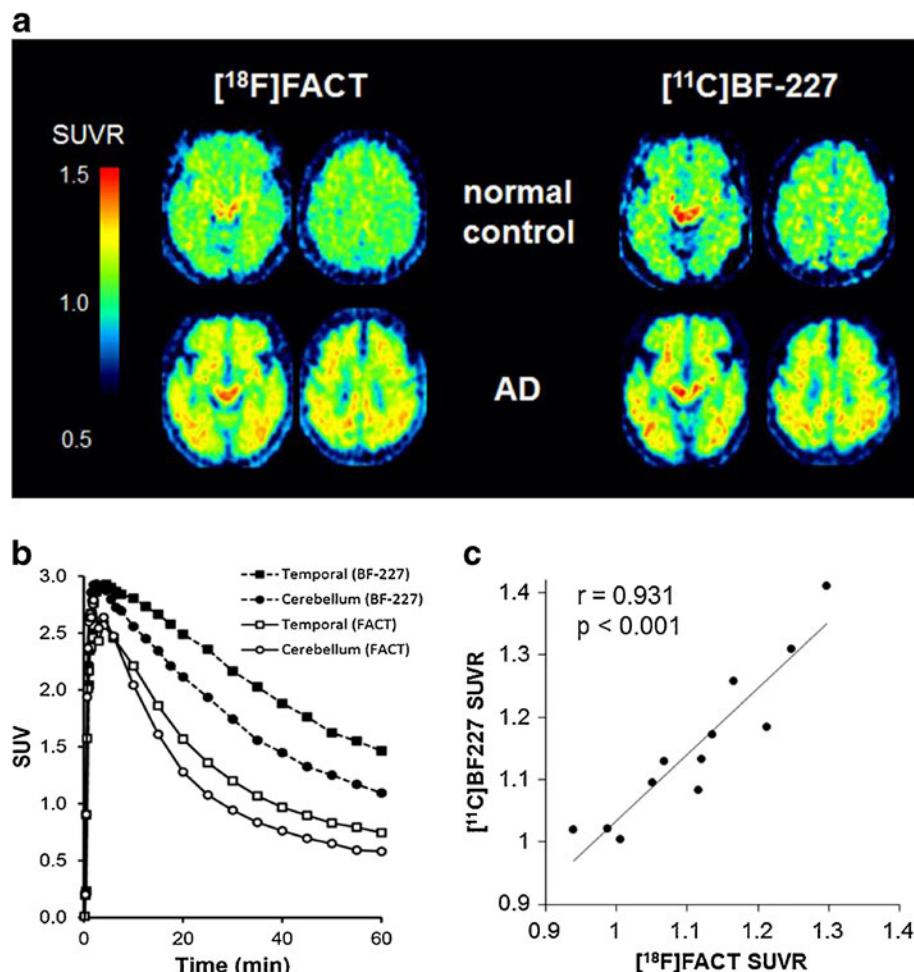 a
[¹⁸F]FACT
[¹¹C]BF-227
SUVR
1.5
1.0
0.5
normal
control
AD
b
3.0
2.5
2.0
1.5
1.0
0.5
0.0
SUV
0
20
40
60
Time (min)
Temporal (BF-227)
Cerebellum (BF-227)
Temporal (FACT)
Cerebellum (FACT)
c
r = 0.931
p < 0.001
1.4
1.3
1.2
1.1
1
0.9
[¹¹C]BF227 SUVR
0.9
1
1.1
1.2
1.3
1.4
[¹⁸F]FACT SUVR